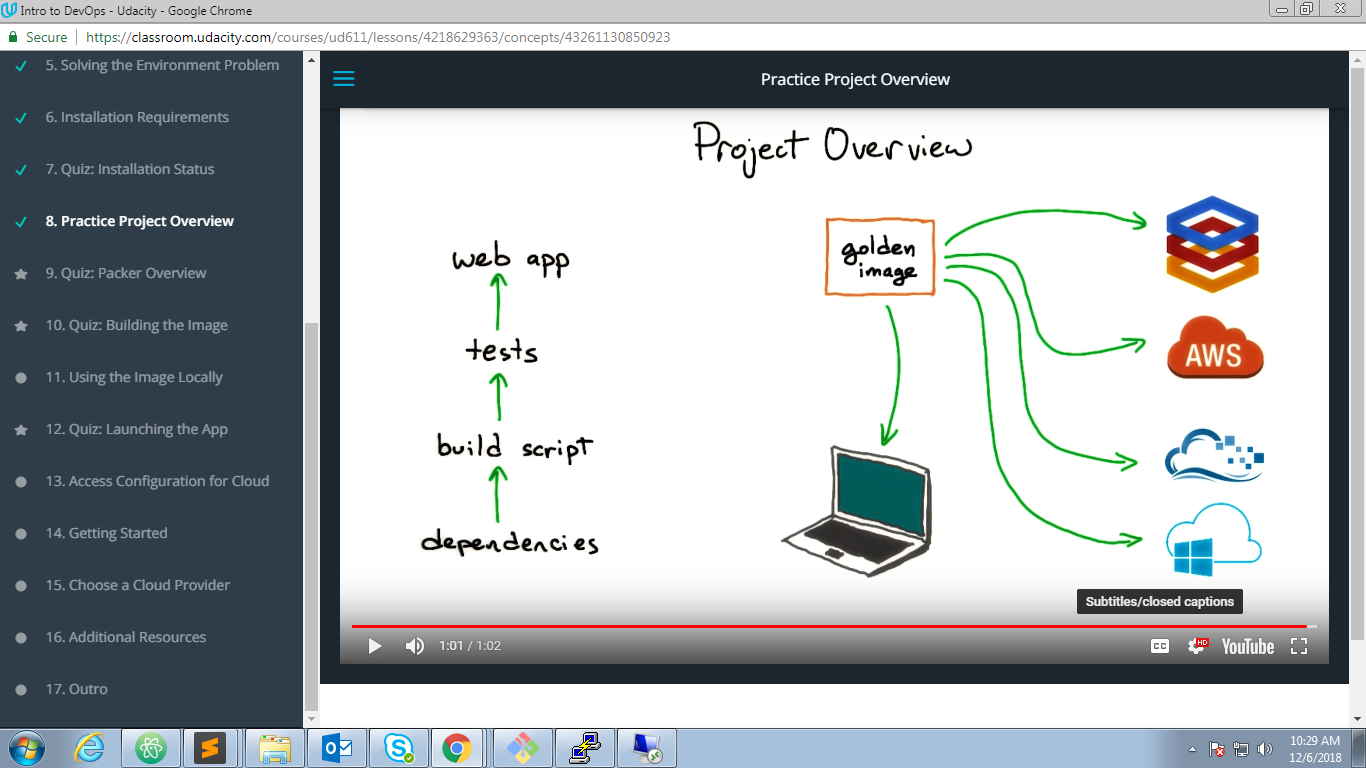 Intro to DevOps - Udacity - Google Chrome
Secure
https://classroom.udacity.com/courses/ud611/lessons/4218629363/concepts/43261130850923
5. Solving the Environment Problem
6. Installation Requirements
7. Quiz: Installation Status
8. Practice Project Overview
9. Quiz: Packer Overview
10. Quiz: Building the Image
11. Using the Image Locally
12. Quiz: Launching the App
13. Access Configuration for Cloud
14. Getting Started
15. Choose a Cloud Provider
16. Additional Resources
17. Outro
Practice Project Overview
Project Overview
web app
tests
build script
dependencies
golden
image
AWS
Subtitles/closed captions
1:01 / 1:02
CC
HD
YouTube
10:29 AM
12/6/2018